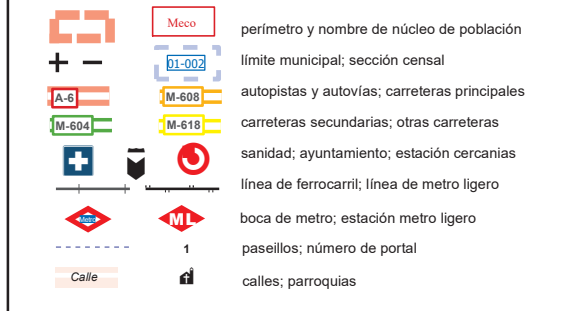 Meco
perímetro y nombre de núcleo de población
01-002
límite municipal; sección censal
A-6
M-608
autopistas y autovías; carreteras principales
M-604
M-618
carreteras secundarias; otras carreteras
sanidad; ayuntamiento; estación cercanias
línea de ferrocarril; línea de metro ligero
Metro
ML
boca de metro; estación metro ligero
1
paseillos; número de portal
Calle
calles; parroquias